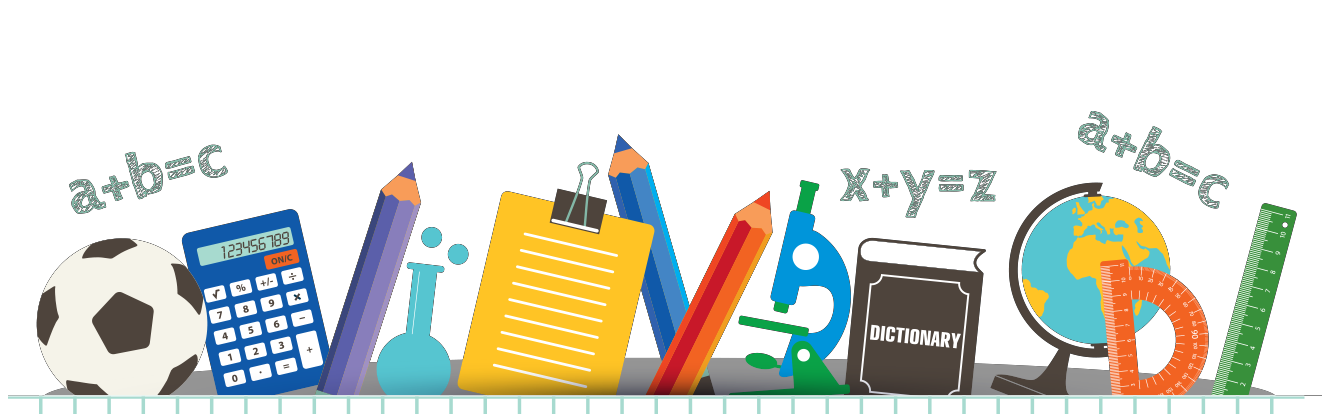 a+b=c
123456789
ON/C
√ % +/- ÷
7 8 9 ×
4 5 6 −
1 2 3 +
0 . =
x+y=z
DICTIONARY
a+b=c